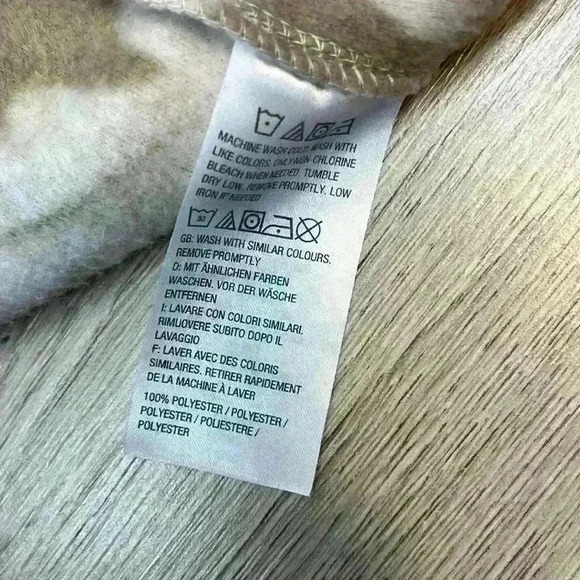 MACHINE WASH COLD. WASH WITH
LIKE COLORS. ONLY NON-CHLORINE
BLEACH WHEN NEEDED. TUMBLE
DRY LOW. REMOVE PROMPTLY. LOW
IRON IF NEEDED
30
GB: WASH WITH SIMILAR COLOURS.
REMOVE PROMPTLY
D: MIT ÄHNLICHEN FARBEN
WASCHEN. VOR DER WÄSCHE
ENTFERNEN
I: LAVARE CON COLORI SIMILARI.
RIMUOVERE SUBITO DOPO IL
LAVAGGIO
F: LAVER AVEC DES COLORIS
SIMILAIRES. RETIRER RAPIDEMENT
DE LA MACHINE À LAVER
100% POLYESTER / POLYESTER /
POLYESTER / POLIESTERE /
POLYESTER